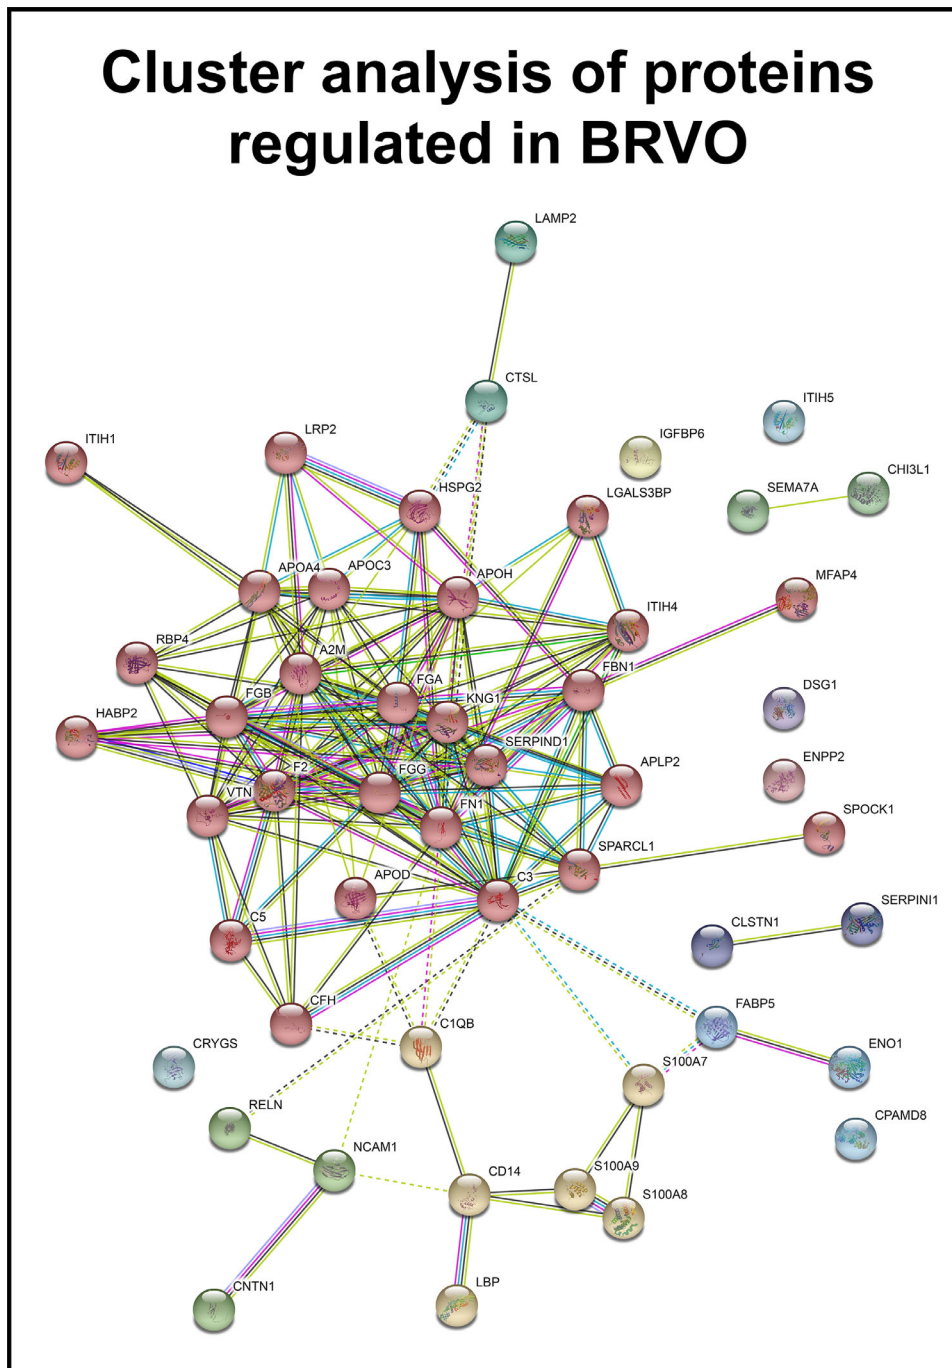 Cluster analysis of proteins
regulated in BRVO
LAMP2
CTSL
ITIH5
ITIH1
LRP2
IGFBP6
CHI3L1
HSPG2
LGALS3BP
SEMA7A
APOA4
APOC3
APOH
MFAP4
ITIH4
RBP4
A2M
FGA
KNG1
FBN1
DSG1
FGB
HABP2
SERPIND1
F2
FGG
APLP2
ENPP2
VTN
FN1
SPOCK1
SPARCL1
APOD
C3
C5
CLSTN1
SERPINI1
CFH
C1QB
FABP5
CRYGS
S100A7
ENO1
RELN
CPAMD8
NCAM1
CD14
S100A9
S100A8
CNTN1
LBP